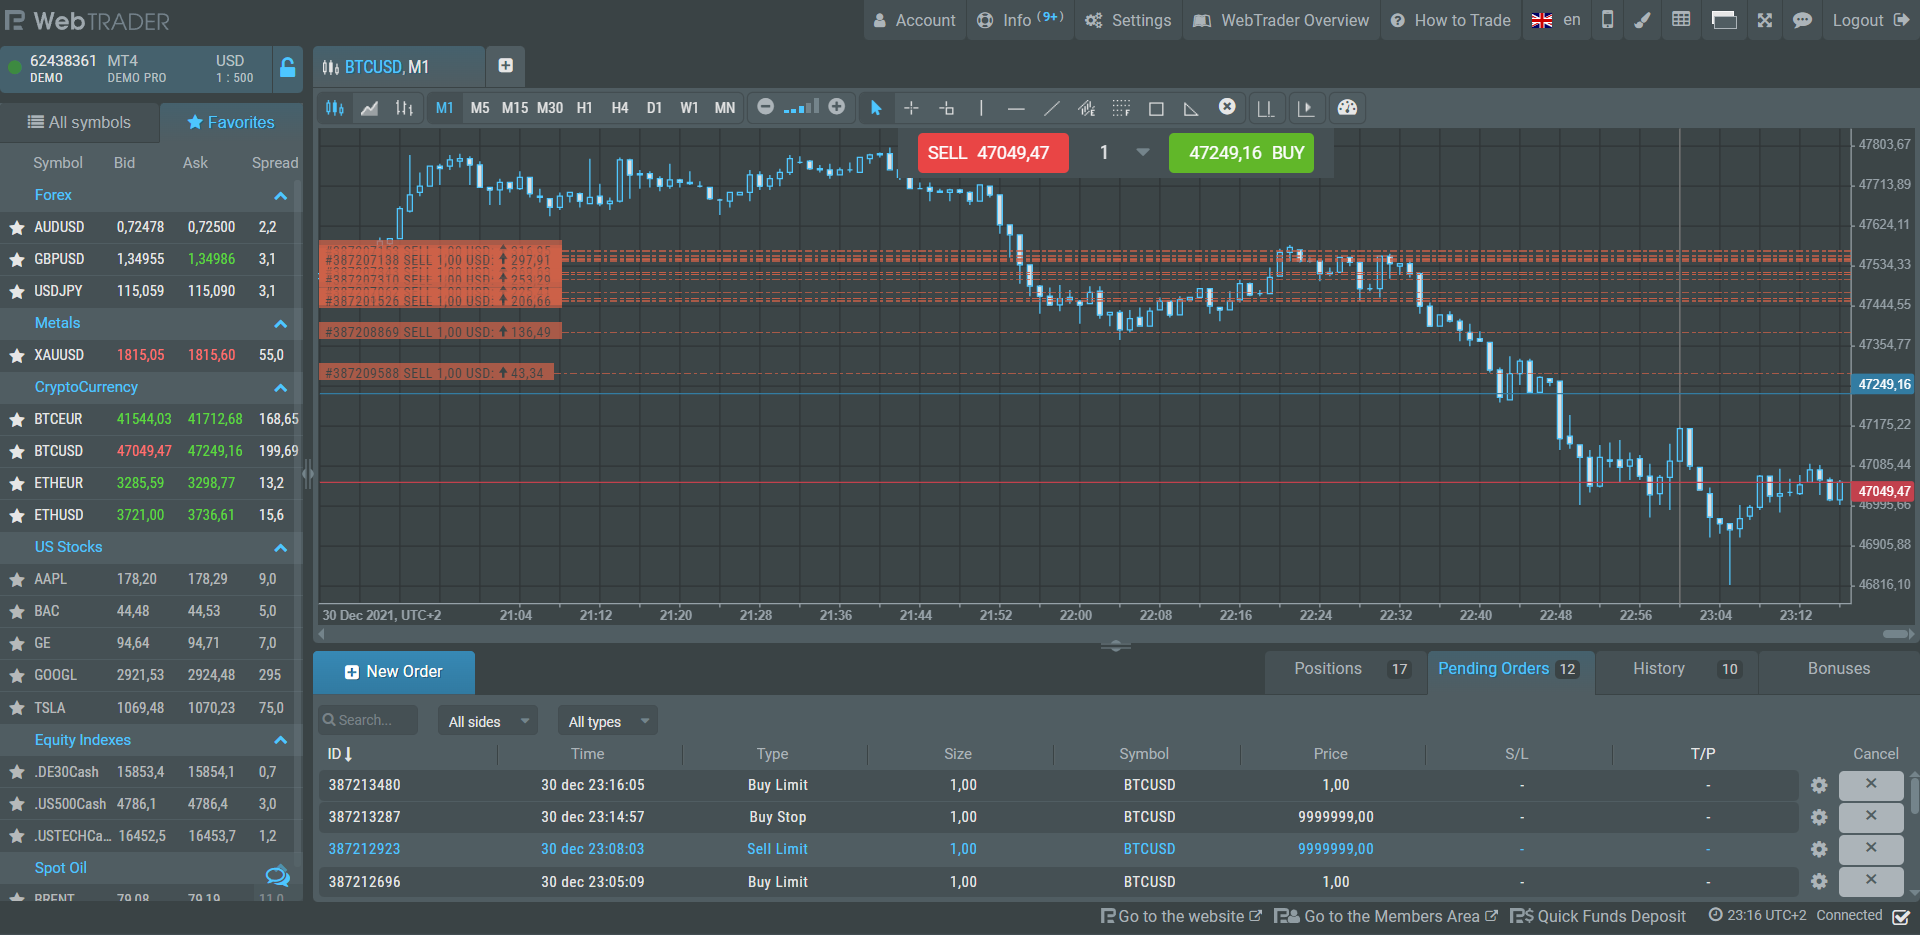 WebTRADER
Account
Info (9+)
Settings
WebTrader Overview
How to Trade
en
Logout
62438361 MT4 USD
DEMO DEMO PRO 1 : 500
BTCUSD, M1
All symbols
Favorites
M1 M5 M15 M30 H1 H4 D1 W1 MN
Symbol Bid Ask Spread
Forex
AUDUSD 0,72478 0,72500 2,2
GBPUSD 1,34955 1,34986 3,1
USDJPY 115,059 115,090 3,1
Metals
XAUUSD 1815,05 1815,60 55,0
CryptoCurrency
BTCEUR 41544,03 41712,68 168,65
BTCUSD 47049,47 47249,16 199,69
ETHEUR 3285,59 3298,77 13,2
ETHUSD 3721,00 3736,61 15,6
US Stocks
AAPL 178,20 178,29 9,0
BAC 44,48 44,53 5,0
GE 94,64 94,71 7,0
GOOGL 2921,53 2924,48 295
TSLA 1069,48 1070,23 75,0
Equity Indexes
.DE30Cash 15853,4 15854,1 0,7
.US500Cash 4786,1 4786,4 3,0
.USTECHCa... 16452,5 16453,7 1,2
Spot Oil
BRENT 79,08 79,19 11,0
SELL 47049,47
1
47249,16 BUY
#387207138 SELL 1,00 USD: 297,91
#387201526 SELL 1,00 USD: 206,66
#387208869 SELL 1,00 USD: 136,49
#387209588 SELL 1,00 USD: 43,34
47803,67
47713,89
47624,11
47534,33
47444,55
47354,77
47249,16
47175,22
47085,44
47049,47
46995,66
46905,88
46816,10
30 Dec 2021, UTC+2 21:04 21:12 21:20 21:28 21:36 21:44 21:52 22:00 22:08 22:16 22:24 22:32 22:40 22:48 22:56 23:04 23:12
New Order
Positions 17
Pending Orders 12
History 10
Bonuses
Search...
All sides
All types
ID Time Type Size Symbol Price S/L T/P Cancel
387213480 30 dec 23:16:05 Buy Limit 1,00 BTCUSD 1,00 - -
387213287 30 dec 23:14:57 Buy Stop 1,00 BTCUSD 9999999,00 - -
387212923 30 dec 23:08:03 Sell Limit 1,00 BTCUSD 9999999,00 - -
387212696 30 dec 23:05:09 Buy Limit 1,00 BTCUSD 1,00 - -
Go to the website
Go to the Members Area
Quick Funds Deposit
23:16 UTC+2 Connected